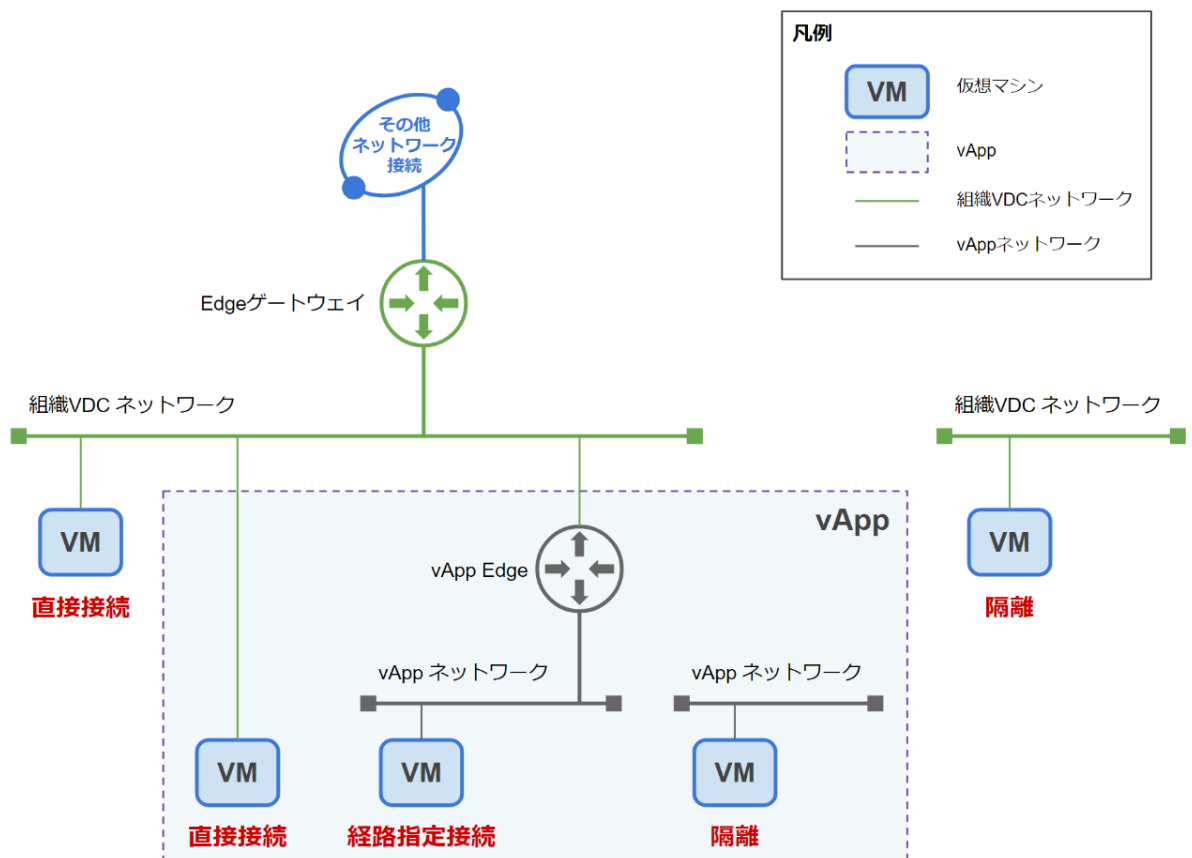 凡例
VM
仮想マシン
vApp
組織VDCネットワーク
vAppネットワーク
その他
ネットワーク
接続
Edgeゲートウェイ
組織VDC ネットワーク
組織VDC ネットワーク
VM
直接接続
vApp
vApp Edge
VM
隔離
vApp ネットワーク
vApp ネットワーク
VM
直接接続
VM
経路指定接続
VM
隔離